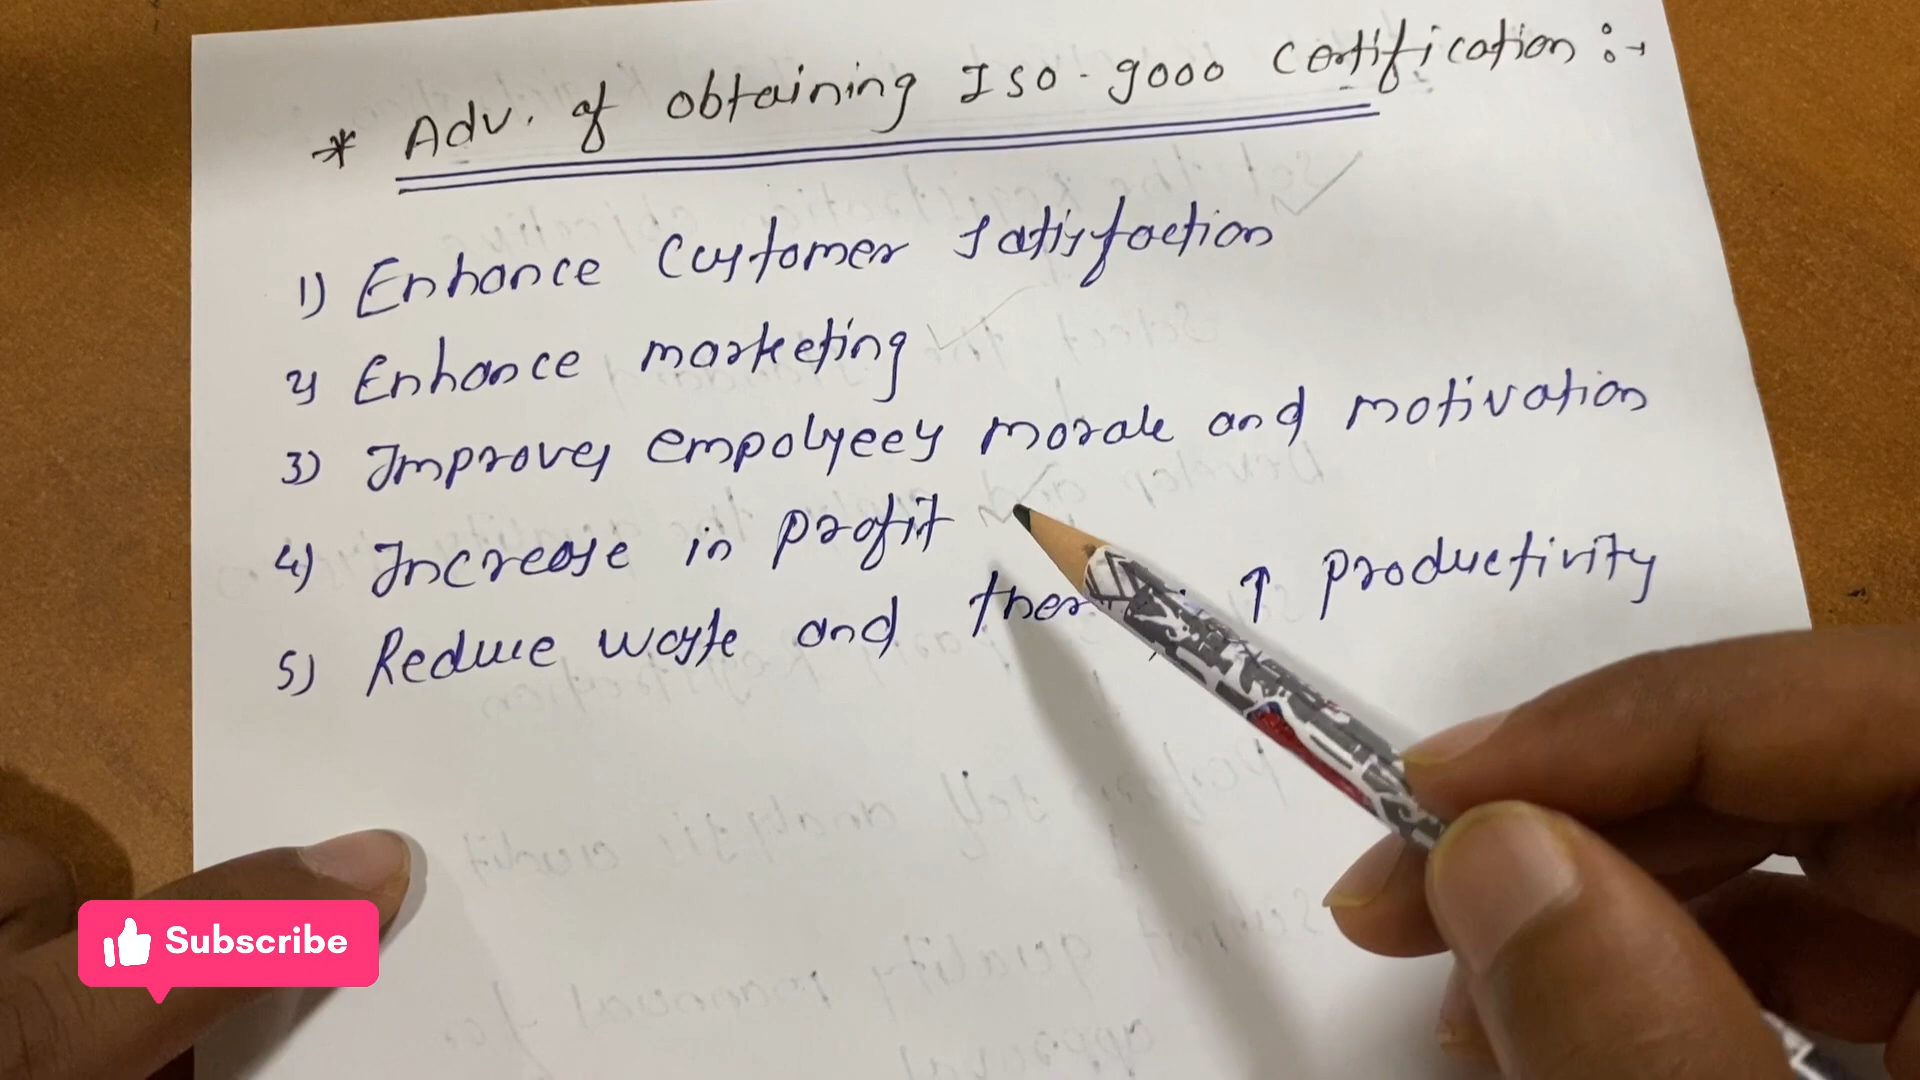 * Adv. of obtaining ISO-9000 certification :→
1) Enhance Customer satisfaction
2) Enhance marketing
3) Improves empolyees morale and motivation
4) Increase in profit
5) Reduce waste and ↑ productivity
Subscribe